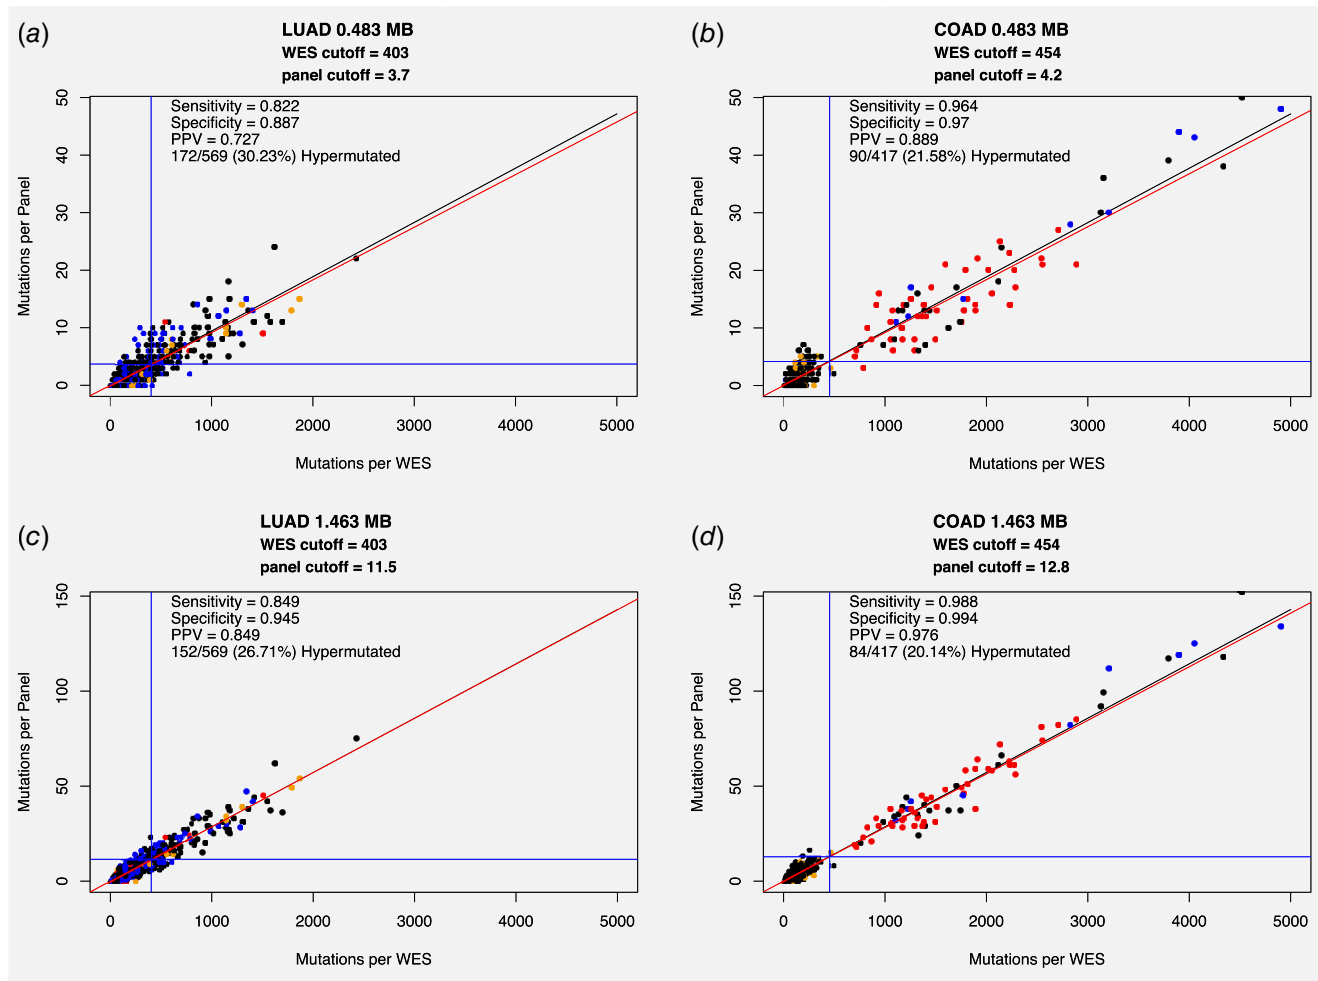 (a)
LUAD 0.483 MB
WES cutoff = 403
panel cutoff = 3.7
Sensitivity = 0.822
Specificity = 0.887
PPV = 0.727
172/569 (30.23%) Hypermutated
Mutations per Panel
50
40
30
20
10
0
0 1000 2000 3000 4000 5000
Mutations per WES
(b)
COAD 0.483 MB
WES cutoff = 454
panel cutoff = 4.2
Sensitivity = 0.964
Specificity = 0.97
PPV = 0.889
90/417 (21.58%) Hypermutated
Mutations per Panel
50
40
30
20
10
0
0 1000 2000 3000 4000 5000
Mutations per WES
(c)
LUAD 1.463 MB
WES cutoff = 403
panel cutoff = 11.5
Sensitivity = 0.849
Specificity = 0.945
PPV = 0.849
152/569 (26.71%) Hypermutated
Mutations per Panel
150
100
50
0
0 1000 2000 3000 4000 5000
Mutations per WES
(d)
COAD 1.463 MB
WES cutoff = 454
panel cutoff = 12.8
Sensitivity = 0.988
Specificity = 0.994
PPV = 0.976
84/417 (20.14%) Hypermutated
Mutations per Panel
150
100
50
0
0 1000 2000 3000 4000 5000
Mutations per WES